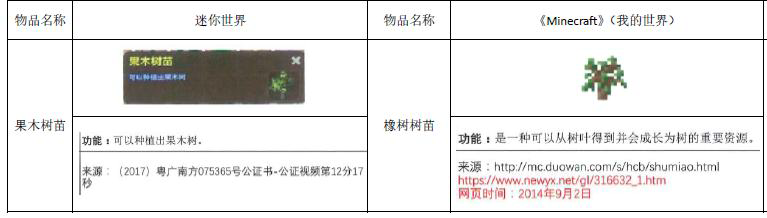 物品名称 迷你世界 物品名称 《Minecraft》（我的世界）
果木树苗
可以种植出果木树
果木树苗
功能：可以种植出果木树。
来源：（2017）粤广南方075365号公证书-公证视频第12分17
秒
橡树树苗
功能：是一种可以从树叶得到并会成长为树的重要资源。
来源：http://mc.duowan.com/s/hcb/shumiao.html
https://www.newyx.net/gl/316632_1.htm
网页时间：2014年9月2日